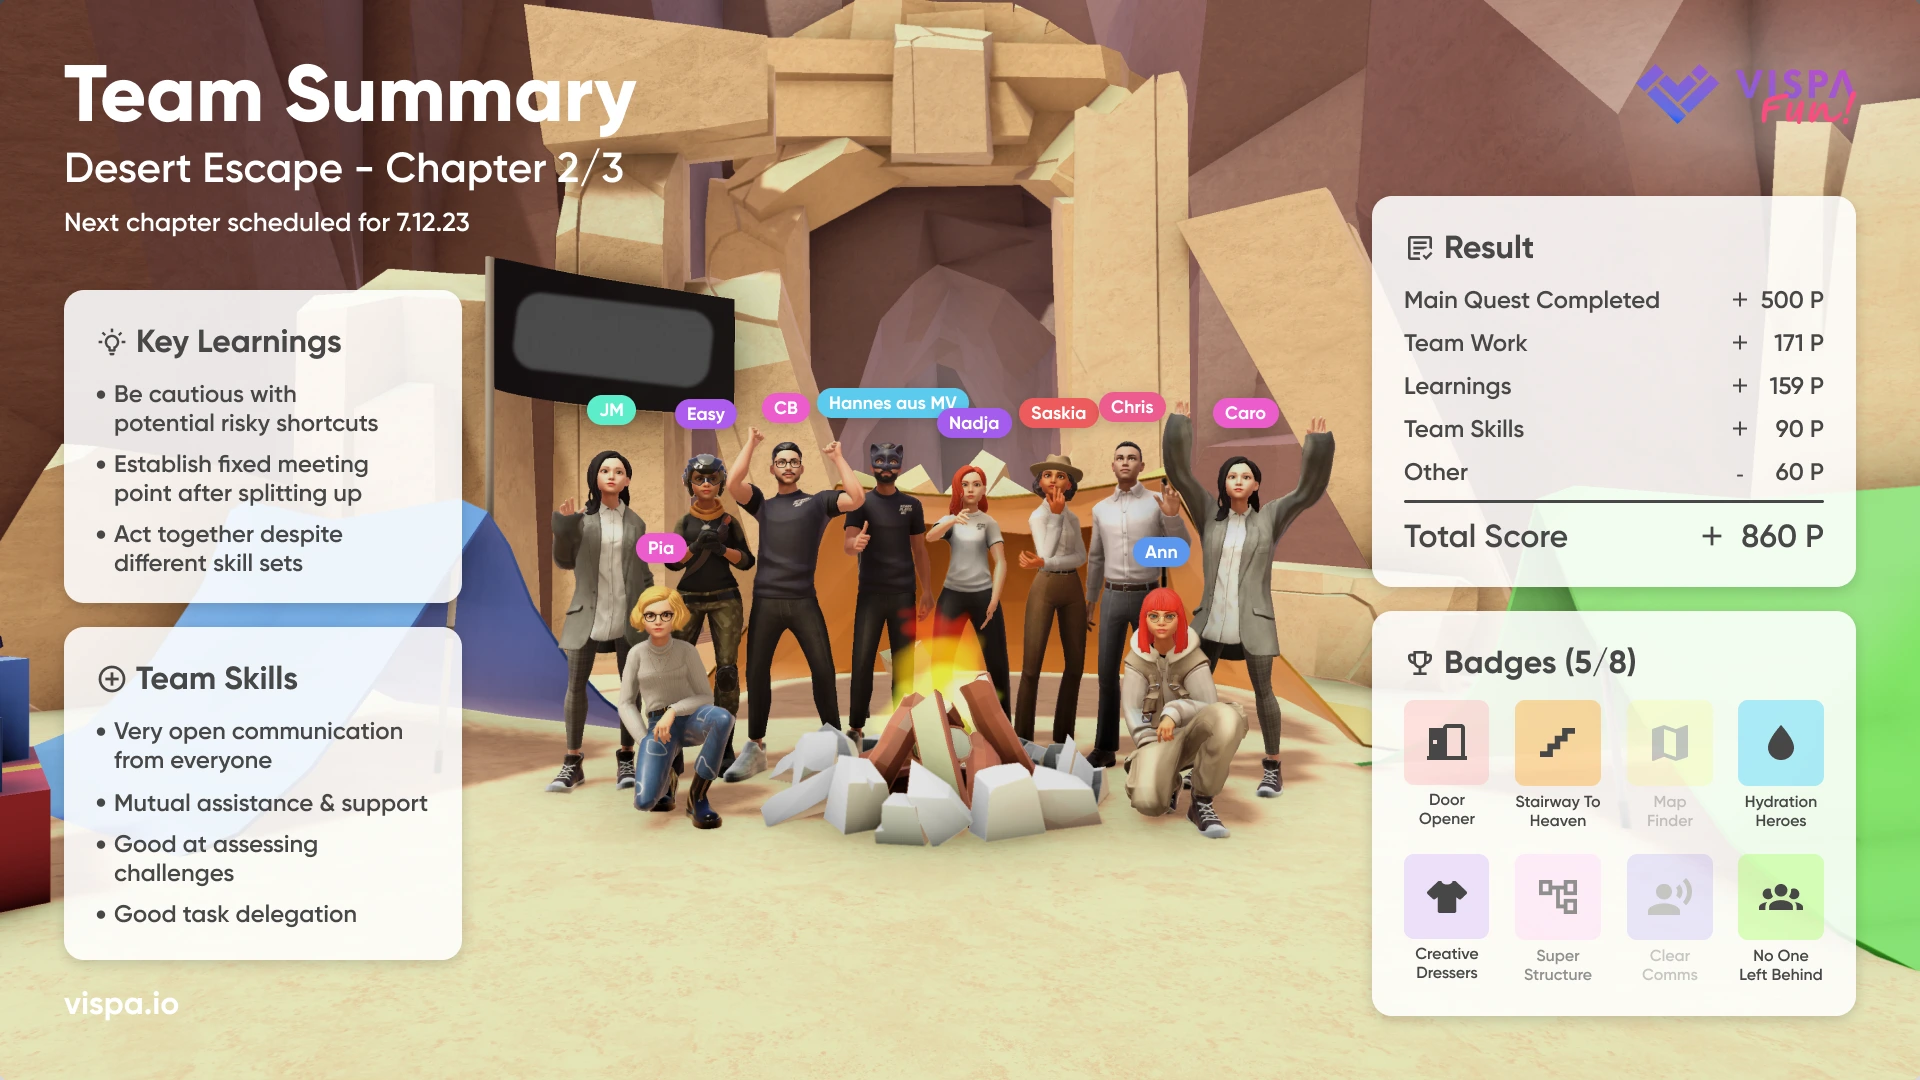 Team Summary
Desert Escape - Chapter 2/3
Next chapter scheduled for 7.12.23
VISPA
Fun!
Key Learnings
• Be cautious with
potential risky shortcuts
• Establish fixed meeting
point after splitting up
• Act together despite
different skill sets
Team Skills
• Very open communication
from everyone
• Mutual assistance & support
• Good at assessing
challenges
• Good task delegation
vispa.io
JM
Easy
CB
Hannes aus MV
Nadja
Saskia
Chris
Caro
Pia
Ann
Result
Main Quest Completed + 500 P
Team Work + 171 P
Learnings + 159 P
Team Skills + 90 P
Other - 60 P
Total Score + 860 P
Badges (5/8)
Door
Opener
Stairway To
Heaven
Map
Finder
Hydration
Heroes
Creative
Dressers
Super
Structure
Clear
Comms
No One
Left Behind